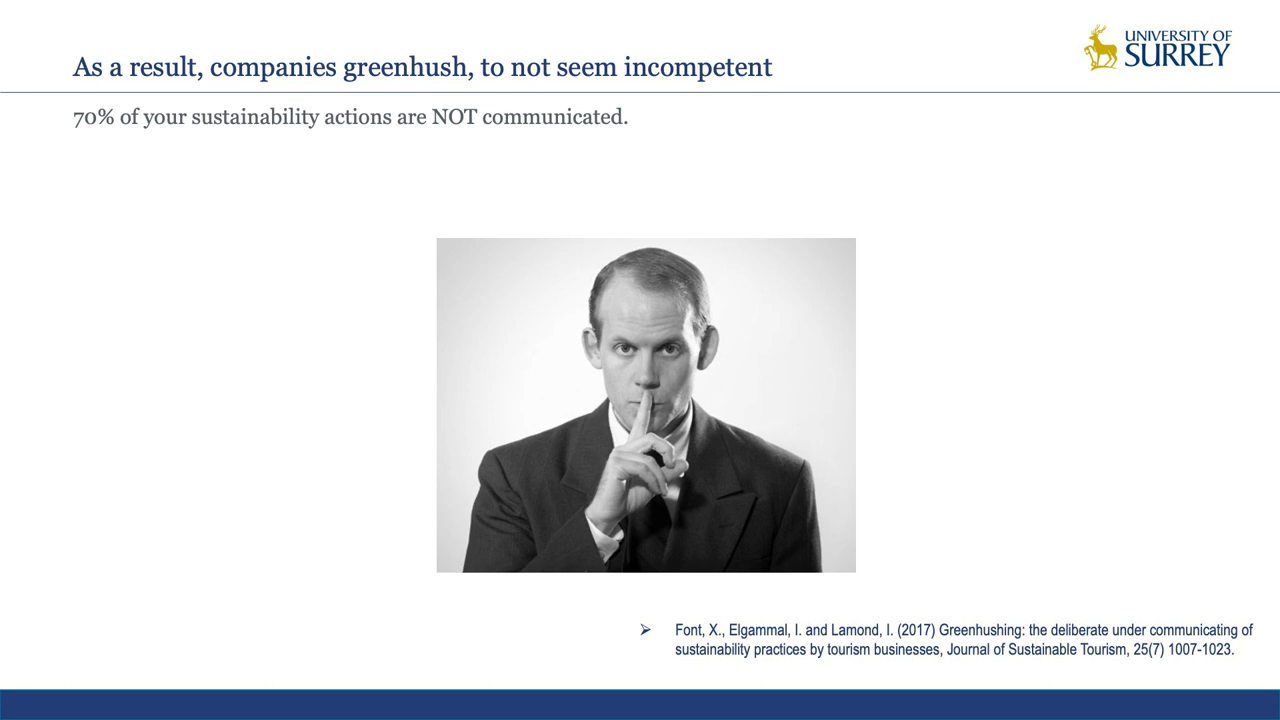 UNIVERSITY OF
SURREY
As a result, companies greenhush, to not seem incompetent
70% of your sustainability actions are NOT communicated.
➢ Font, X., Elgammal, I. and Lamond, I. (2017) Greenhushing: the deliberate under communicating of
sustainability practices by tourism businesses, Journal of Sustainable Tourism, 25(7) 1007-1023.